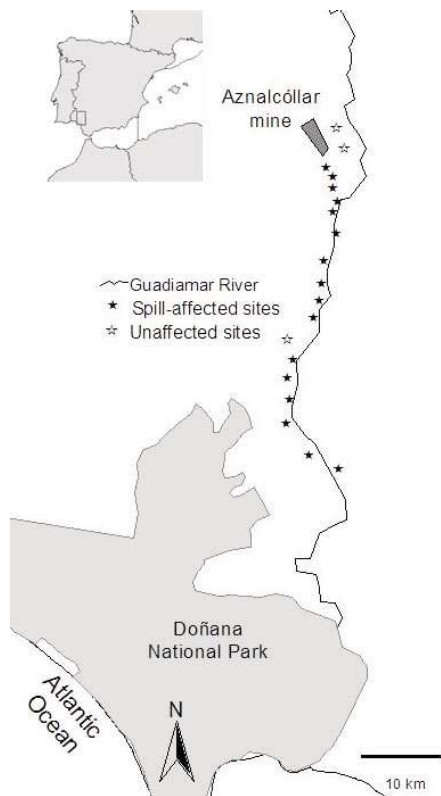 Aznalcóllar
mine
Guadiamar River
Spill-affected sites
Unaffected sites
Doñana
National Park
Atlantic
Ocean
N
10 km